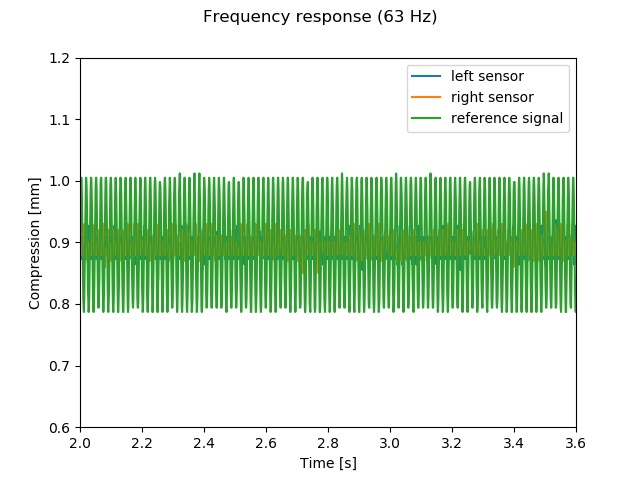 Frequency response (63 Hz)
1.2
1.1
1.0
0.9
0.8
0.7
0.6
Compression [mm]
left sensor
right sensor
reference signal
2.0 2.2 2.4 2.6 2.8 3.0 3.2 3.4 3.6
Time [s]